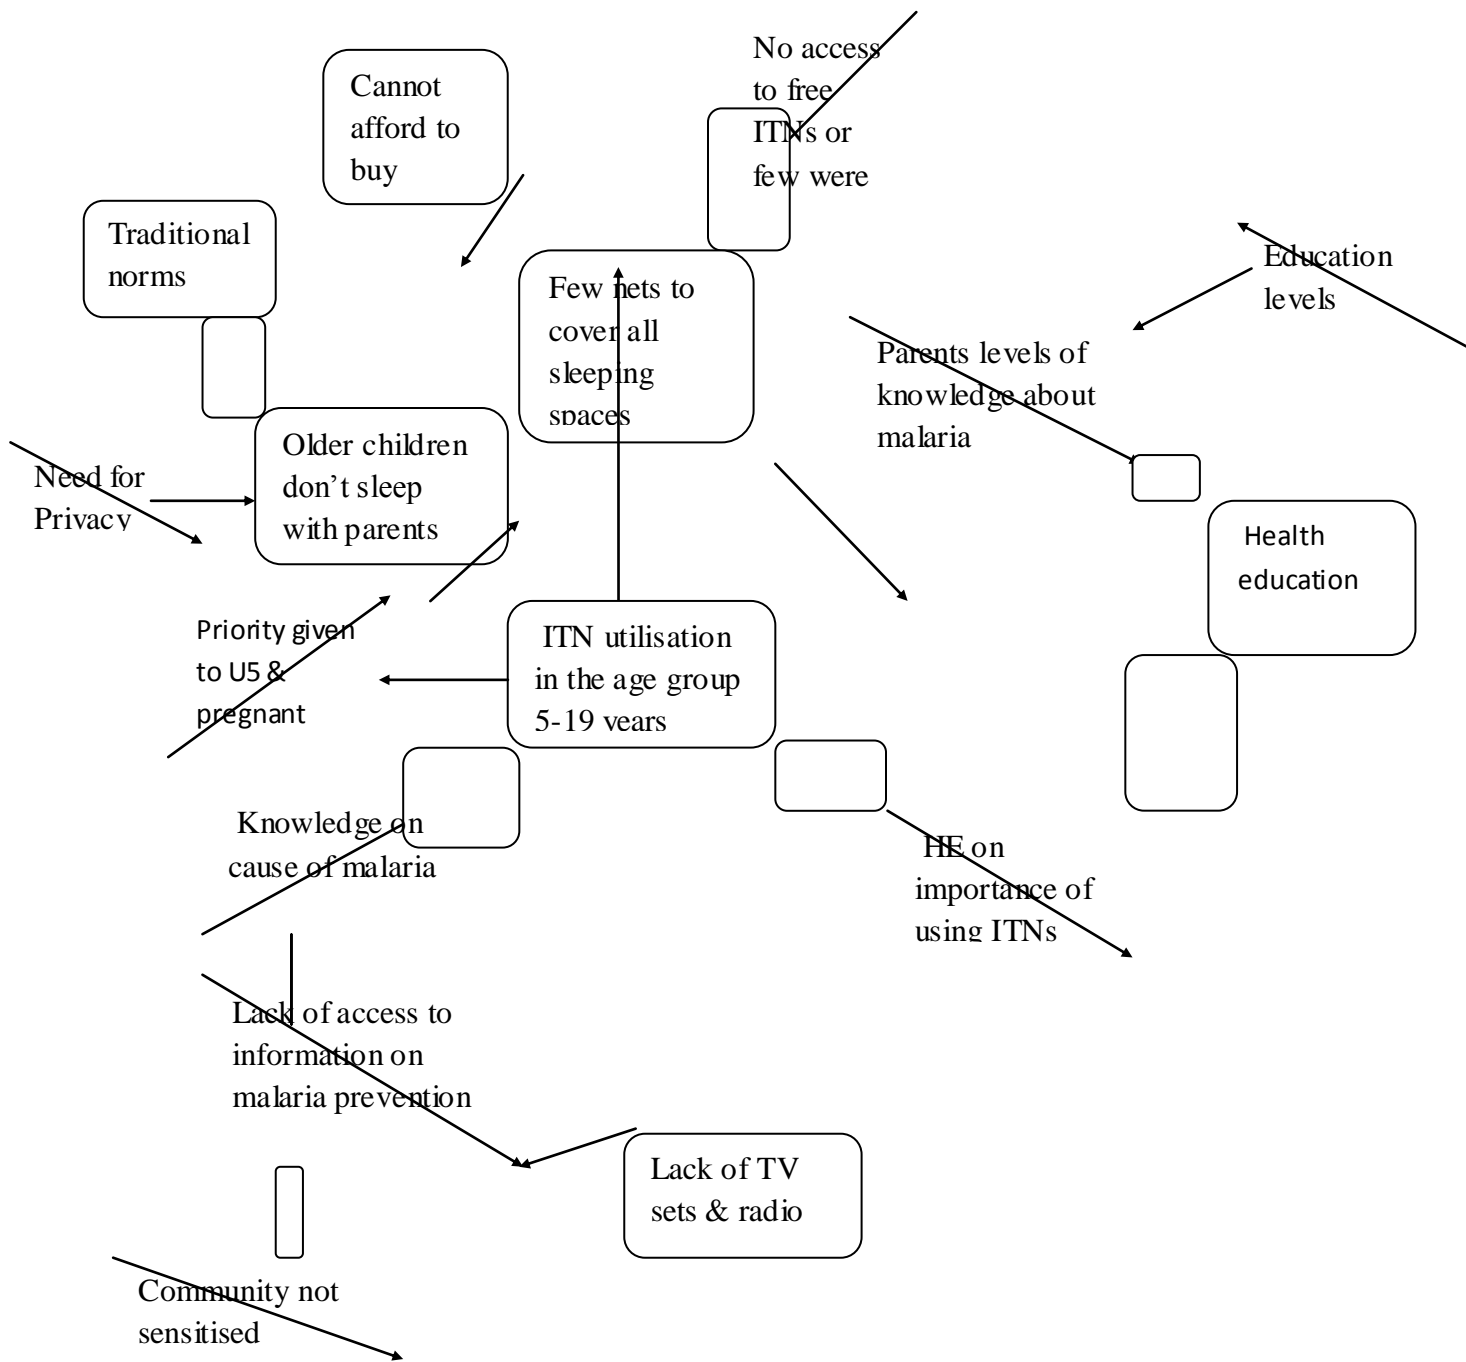 No access
to free
ITNs or
few were
Cannot
afford to
buy
Traditional
norms
Education
levels
Few nets to
cover all
sleeping
spaces
Parents levels of
knowledge about
malaria
Older children
don't sleep
with parents
Need for
Privacy
Health
education
Priority given
to U5 &
pregnant
ITN utilisation
in the age group
5-19 years
Knowledge on
cause of malaria
HE on
importance of
using ITNs
Lack of access to
information on
malaria prevention
Lack of TV
sets & radio
Community not
sensitised